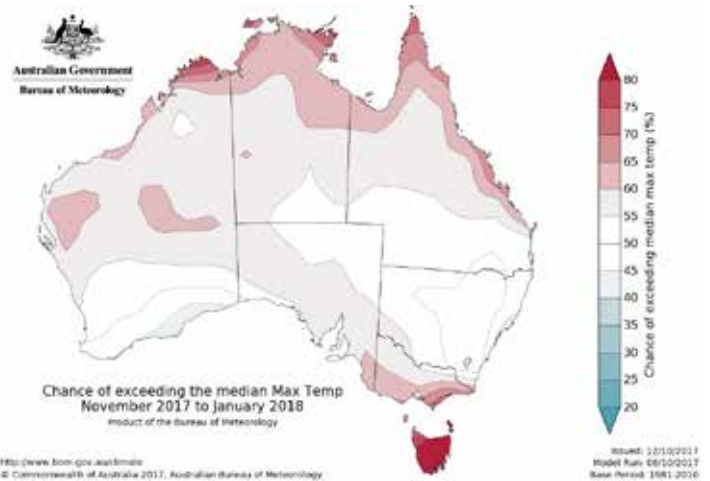 Australian Government
Bureau of Meteorology
80
75
70
65
60
55
50
45
40
35
30
25
20
Chance of exceeding median max temp (%)
Chance of exceeding the median Max Temp
November 2017 to January 2018
Product of the Bureau of Meteorology
http://www.bom.gov.au/climate
© Commonwealth of Australia 2017, Australian Bureau of Meteorology
Issued: 12/10/2017
Model Run: 08/10/2017
Base Period: 1981-2010